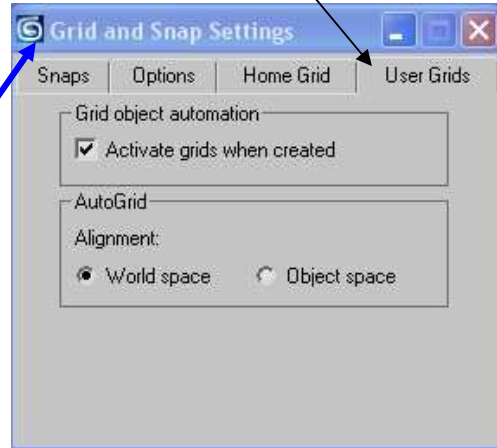 Grid and Snap Settings
Snaps Options Home Grid User Grids
Grid object automation
Activate grids when created
AutoGrid
Alignment:
World space Object space